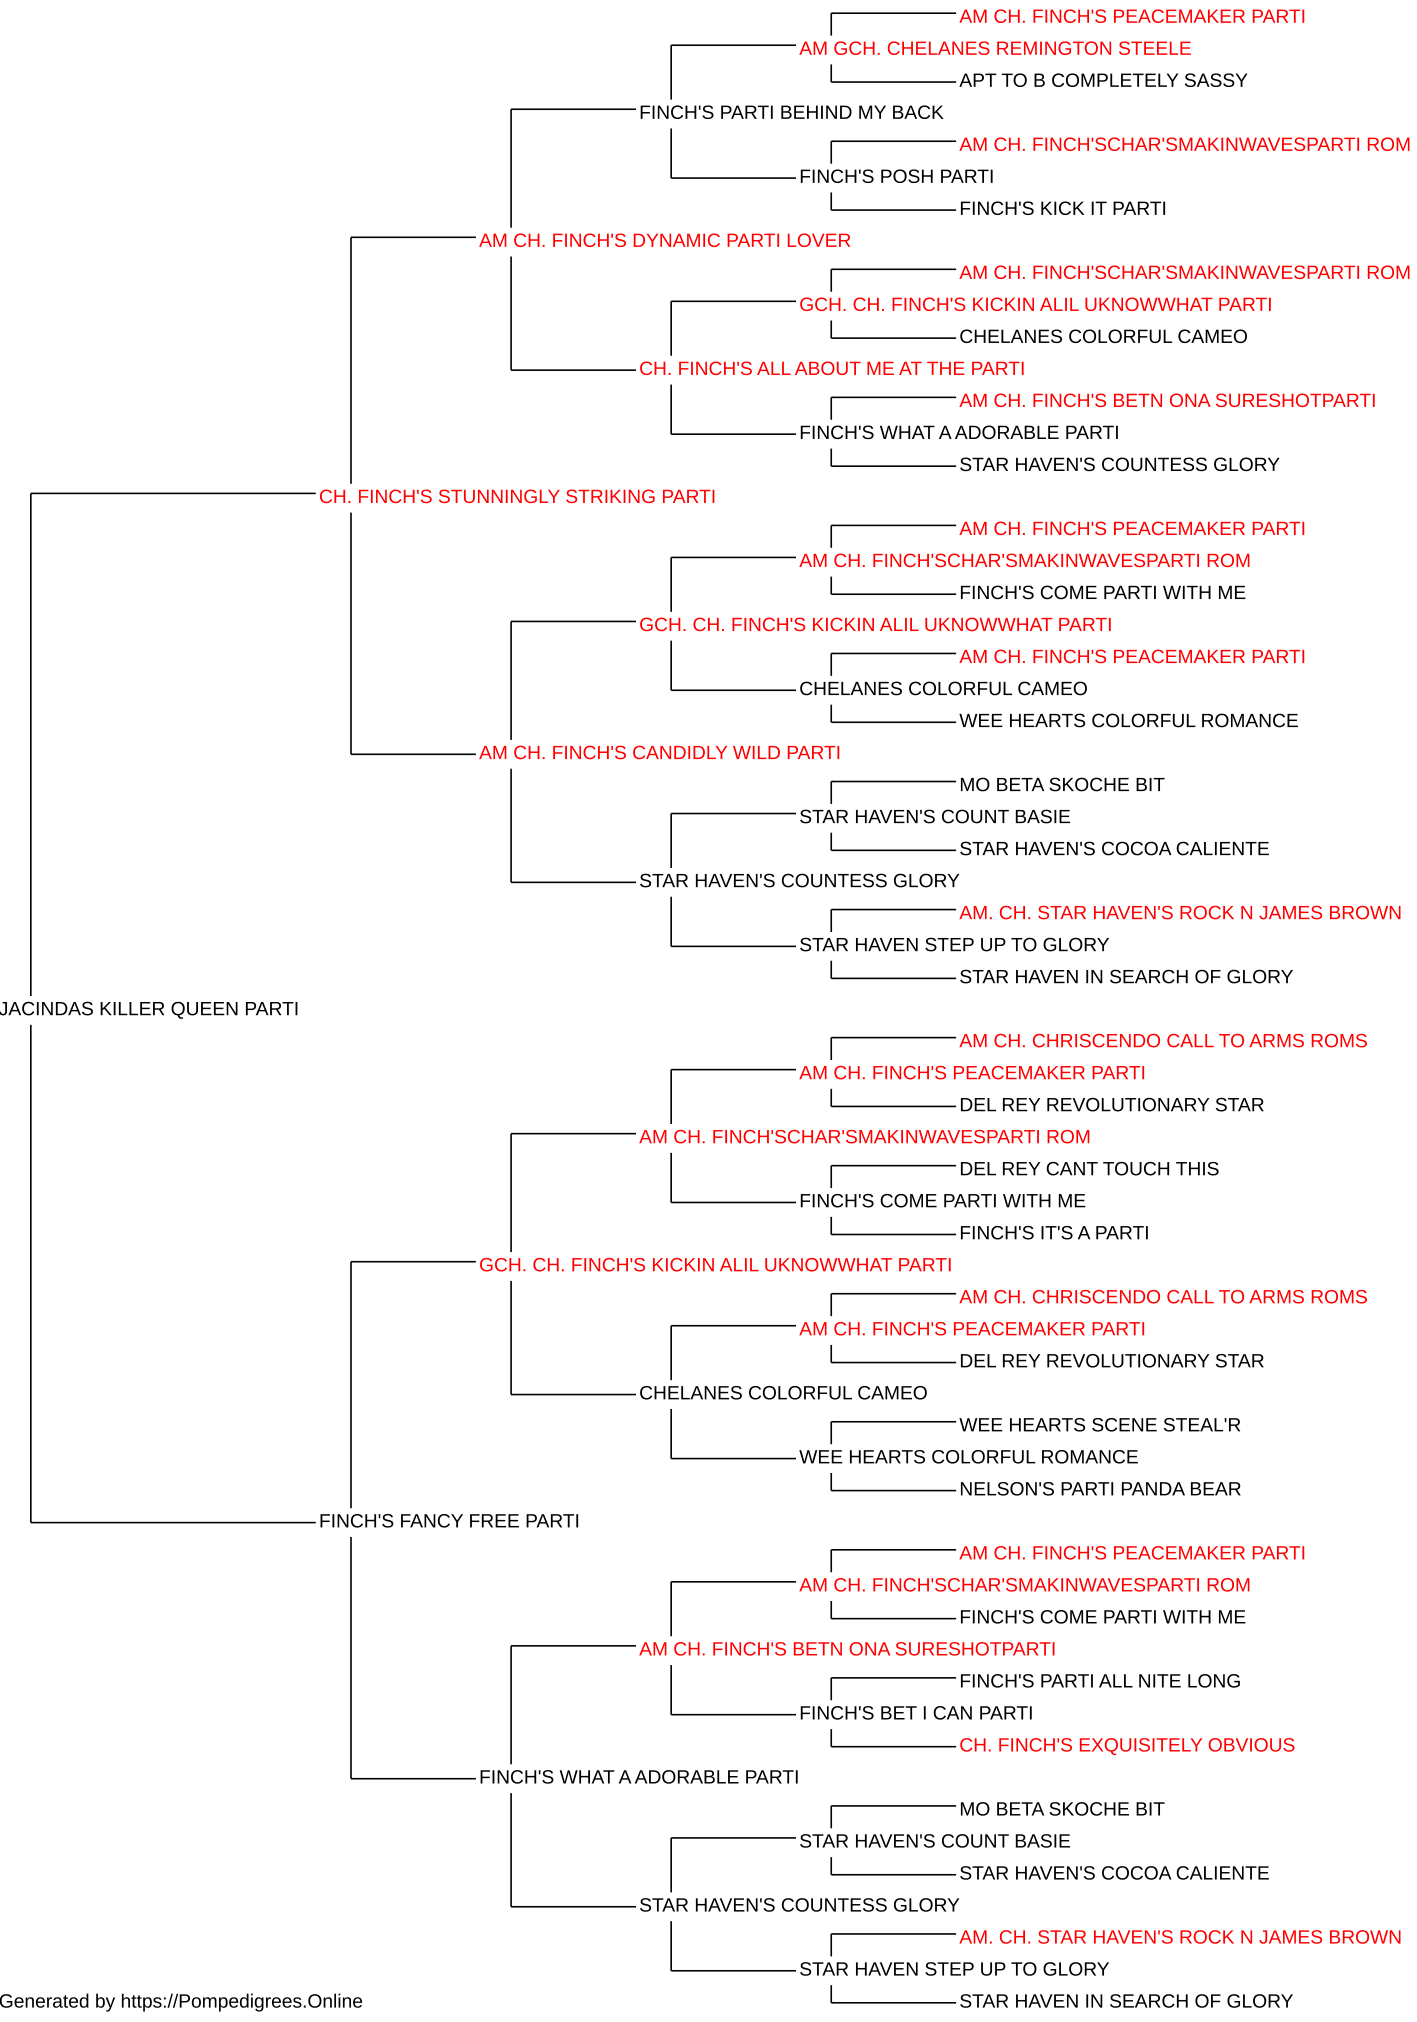 AM CH. FINCH'S PEACEMAKER PARTI
AM GCH. CHELANES REMINGTON STEELE
APT TO B COMPLETELY SASSY
FINCH'S PARTI BEHIND MY BACK
AM CH. FINCH'SCHAR'SMAKINWAVESPARTI ROM
FINCH'S POSH PARTI
FINCH'S KICK IT PARTI
AM CH. FINCH'S DYNAMIC PARTI LOVER
AM CH. FINCH'SCHAR'SMAKINWAVESPARTI ROM
GCH. CH. FINCH'S KICKIN ALIL UKNOWWHAT PARTI
CHELANES COLORFUL CAMEO
CH. FINCH'S ALL ABOUT ME AT THE PARTI
AM CH. FINCH'S BETN ONA SURESHOTPARTI
FINCH'S WHAT A ADORABLE PARTI
STAR HAVEN'S COUNTESS GLORY
CH. FINCH'S STUNNINGLY STRIKING PARTI
AM CH. FINCH'S PEACEMAKER PARTI
AM CH. FINCH'SCHAR'SMAKINWAVESPARTI ROM
FINCH'S COME PARTI WITH ME
GCH. CH. FINCH'S KICKIN ALIL UKNOWWHAT PARTI
AM CH. FINCH'S PEACEMAKER PARTI
CHELANES COLORFUL CAMEO
WEE HEARTS COLORFUL ROMANCE
AM CH. FINCH'S CANDIDLY WILD PARTI
MO BETA SKOCHE BIT
STAR HAVEN'S COUNT BASIE
STAR HAVEN'S COCOA CALIENTE
STAR HAVEN'S COUNTESS GLORY
AM. CH. STAR HAVEN'S ROCK N JAMES BROWN
STAR HAVEN STEP UP TO GLORY
STAR HAVEN IN SEARCH OF GLORY
JACINDAS KILLER QUEEN PARTI
AM CH. CHRISCENDO CALL TO ARMS ROMS
AM CH. FINCH'S PEACEMAKER PARTI
DEL REY REVOLUTIONARY STAR
AM CH. FINCH'SCHAR'SMAKINWAVESPARTI ROM
DEL REY CANT TOUCH THIS
FINCH'S COME PARTI WITH ME
FINCH'S IT'S A PARTI
GCH. CH. FINCH'S KICKIN ALIL UKNOWWHAT PARTI
AM CH. CHRISCENDO CALL TO ARMS ROMS
AM CH. FINCH'S PEACEMAKER PARTI
DEL REY REVOLUTIONARY STAR
CHELANES COLORFUL CAMEO
WEE HEARTS SCENE STEAL'R
WEE HEARTS COLORFUL ROMANCE
NELSON'S PARTI PANDA BEAR
FINCH'S FANCY FREE PARTI
AM CH. FINCH'S PEACEMAKER PARTI
AM CH. FINCH'SCHAR'SMAKINWAVESPARTI ROM
FINCH'S COME PARTI WITH ME
AM CH. FINCH'S BETN ONA SURESHOTPARTI
FINCH'S PARTI ALL NITE LONG
FINCH'S BET I CAN PARTI
CH. FINCH'S EXQUISITELY OBVIOUS
FINCH'S WHAT A ADORABLE PARTI
MO BETA SKOCHE BIT
STAR HAVEN'S COUNT BASIE
STAR HAVEN'S COCOA CALIENTE
STAR HAVEN'S COUNTESS GLORY
AM. CH. STAR HAVEN'S ROCK N JAMES BROWN
STAR HAVEN STEP UP TO GLORY
STAR HAVEN IN SEARCH OF GLORY
Generated by https://Pompedigrees.Online